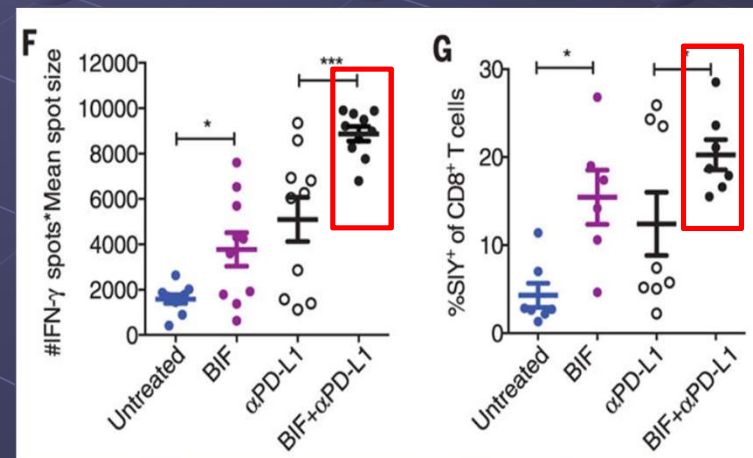 F
#IFN-γ spots*Mean spot size
12000
10000
8000
6000
4000
2000
0
*
***
Untreated
BIF
αPD-L1
BIF+αPD-L1
G
%SIY⁺ of CD8⁺ T cells
30
20
10
0
*
*
Untreated
BIF
αPD-L1
BIF+αPD-L1